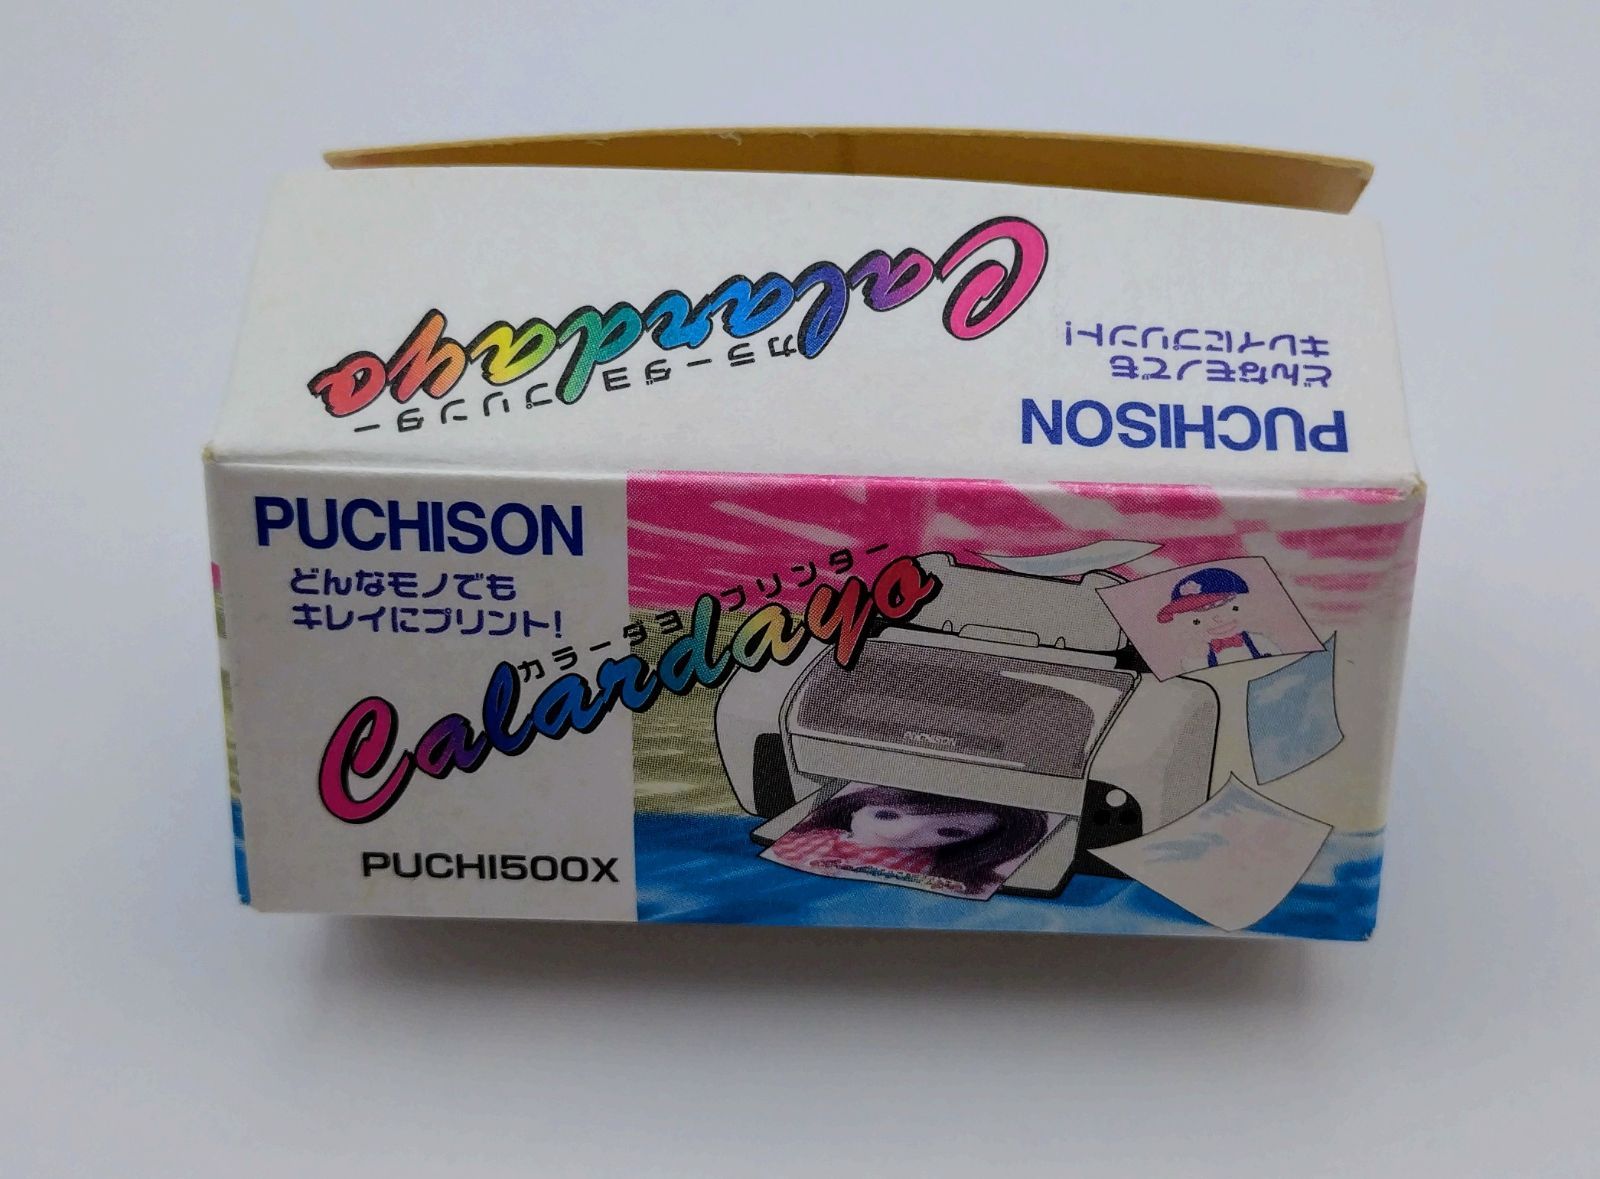 Calardayo
カラーダヨ プリンター
PUCHISON
どんなモノでも
キレイにプリント!
PUCHISON
どんなモノでも
キレイにプリント!
カラーダヨ プリンター
Calardayo
PUCHISON
PUCHI500X